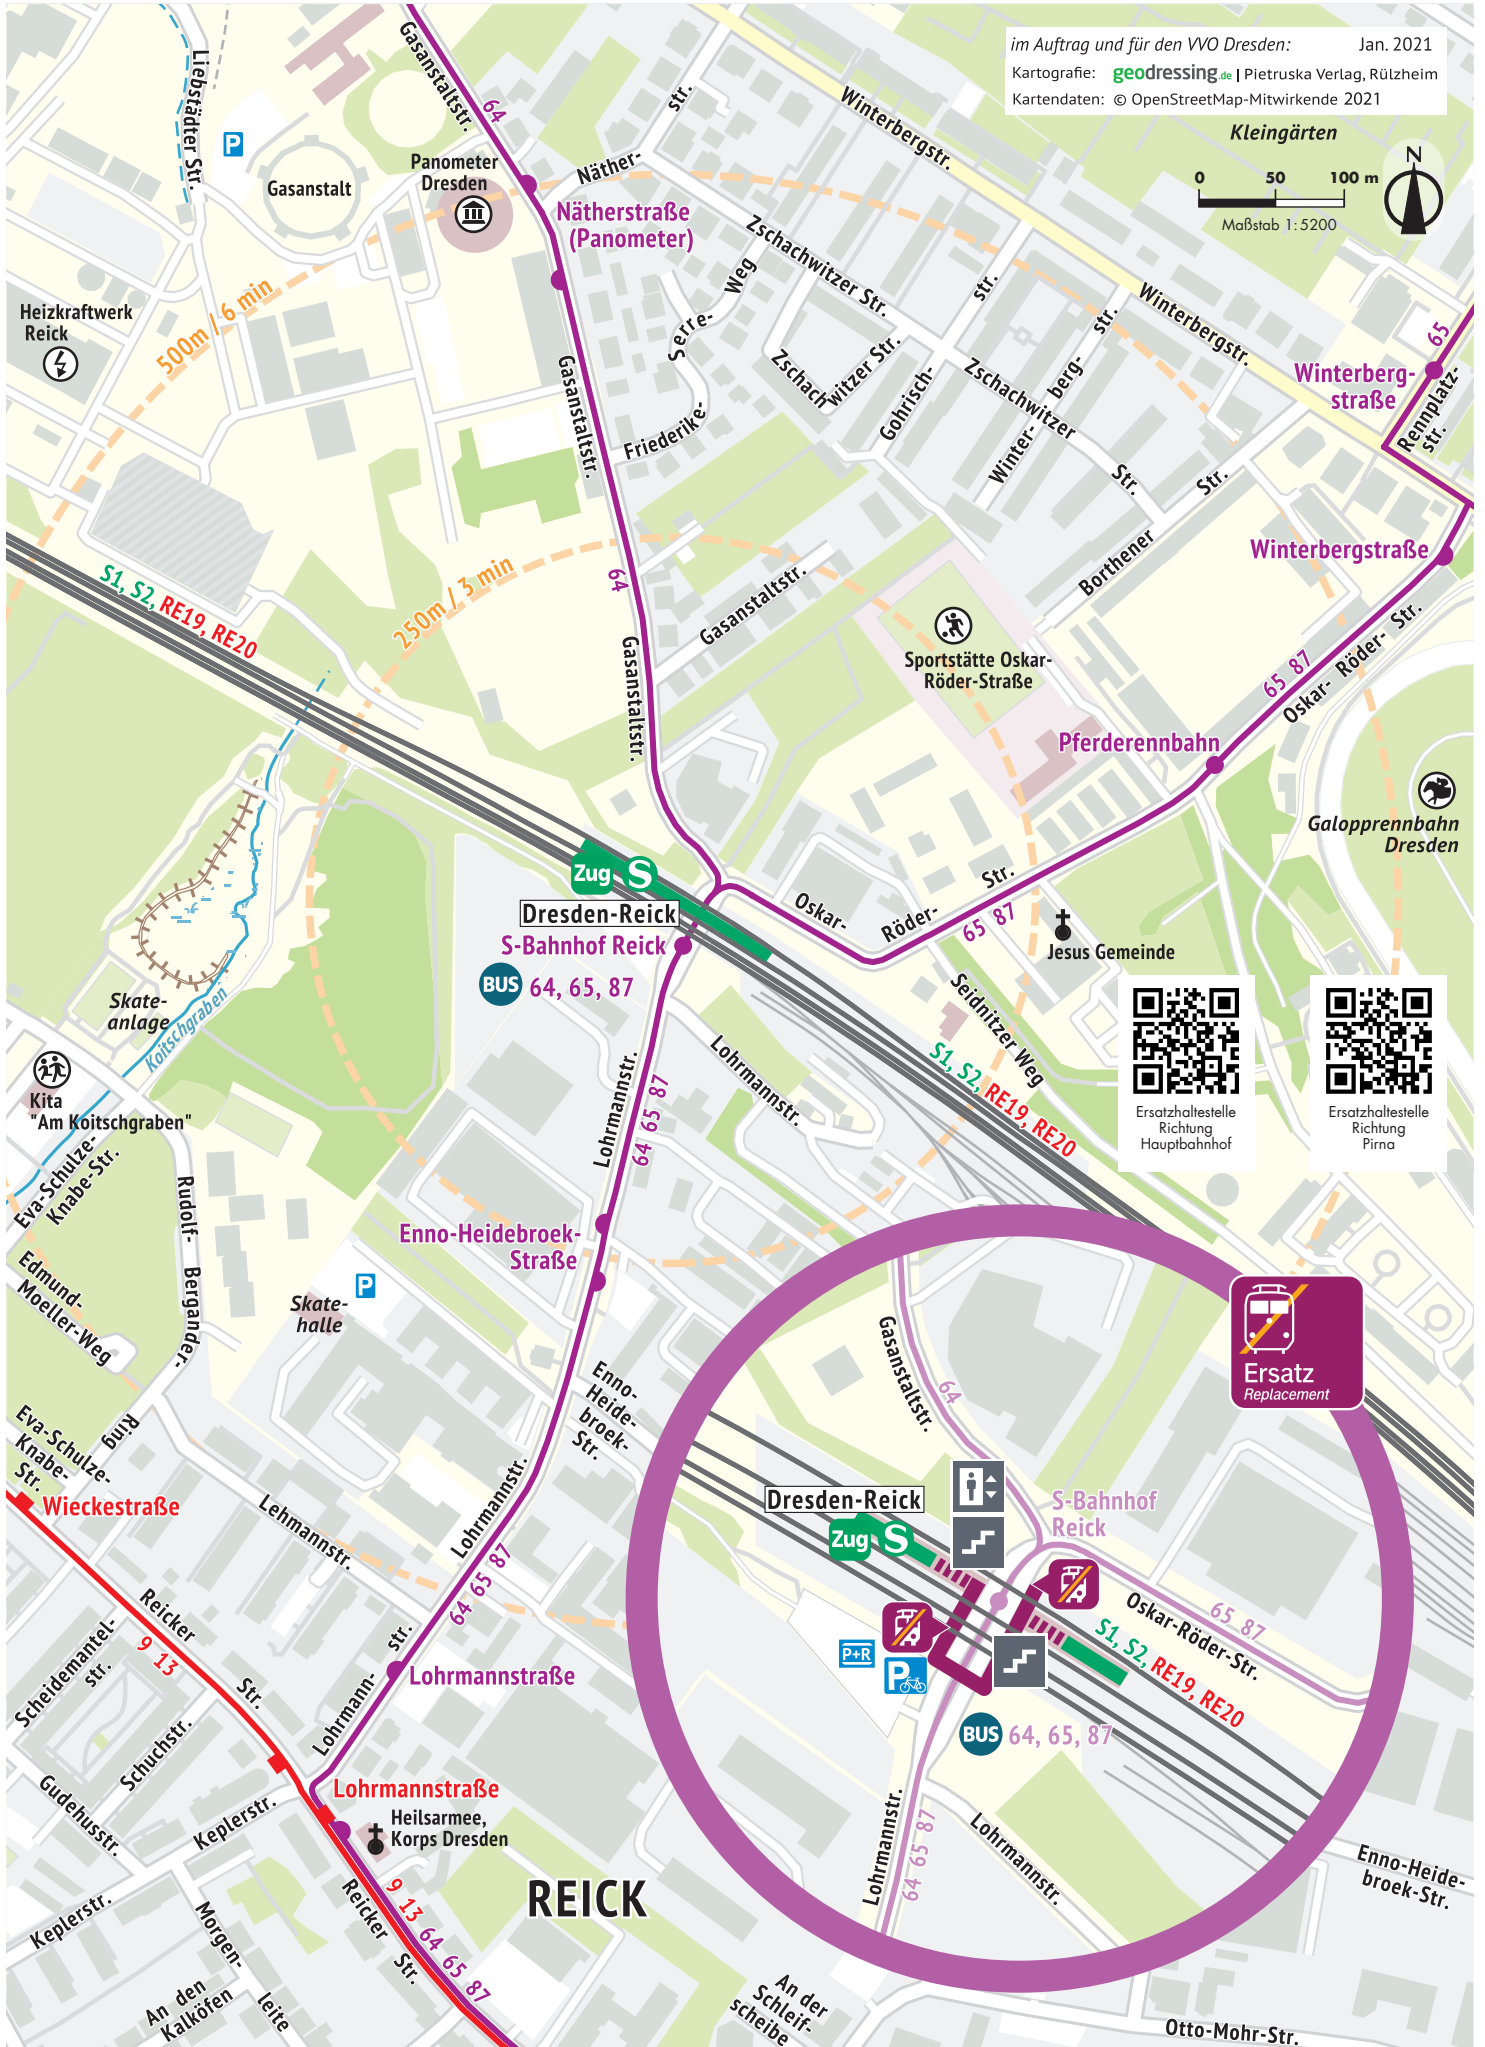 im Auftrag und für den VVO Dresden: Jan. 2021
Kartografie: geodressing.de | Pietruska Verlag, Rülzheim
Kartendaten: © OpenStreetMap-Mitwirkende 2021
Kleingärten
N
0 50 100 m
Maßstab 1:5200
Liebstädter Str.
P
Gasanstalt
Gasanstaltstr.
64
Panometer
Dresden
Näther-
str.
Winterbergstr.
Nätherstraße
(Panometer)
Zschachwitzer Str.
Serre-
Weg
Friederike-
Zschach
witzer Str.
Gohrisch-
str.
Zschachwitzer
Str.
Winter-
berg-
str.
Winterbergstr.
65
Winterberg-
straße
Rennplatz-
str.
Heizkraftwerk
Reick
500m / 6 min
Gasanstaltstr.
Borthener
Str.
Winterbergstraße
S1, S2, RE19, RE20
250m / 3 min
64
Gasanstaltstr.
Gasanstaltstr.
Sportstätte Oskar-
Röder-Straße
65 87
Oskar- Röder- Str.
Pferderennbahn
Galopprennbahn
Dresden
Zug S
Dresden-Reick
S-Bahnhof Reick
BUS 64, 65, 87
Oskar-
Röder-
Str.
65 87
Jesus Gemeinde
Seidnitzer Weg
Skate-
anlage
Koitschgraben
Kita
"Am Koitschgraben"
Eva-Schulze-
Knabe-Str.
Rudolf-
Bergander-
Ring
Edmund-
Moeller-Weg
Lohrmannstr.
64 65 87
Lohrmannstr.
S1, S2, RE19, RE20
Ersatzhaltestelle
Richtung
Hauptbahnhof
Ersatzhaltestelle
Richtung
Pirna
Enno-Heidebroek-
Straße
P
Skate-
halle
Enno-
Heide-
broek-
Str.
Ersatz
Replacement
Gasanstaltstr.
64
Dresden-Reick
Zug S
S-Bahnhof
Reick
Oskar-Röder-Str.
65 87
S1, S2, RE19, RE20
P+R
P
BUS 64, 65, 87
Lohrmannstr.
64 65 87
Lohrmannstr.
Enno-Heide-
broek-Str.
Eva-Schulze-
Knabe-
Str.
Wieckestraße
Lehmannstr.
Lohrmannstr.
64 65 87
Reicker
Str.
9 13
Scheidemantel-
str.
Schuchstr.
Lohrmann-
str.
Lohrmannstraße
Lohrmannstraße
Gudehusstr.
Keplerstr.
Heilsarmee,
Korps Dresden
Keplerstr.
Morgen-
leite
Reicker
Str.
9 13 64 65 87
REICK
An den
Kalköfen
An der
Schleif-
scheibe
Otto-Mohr-Str.